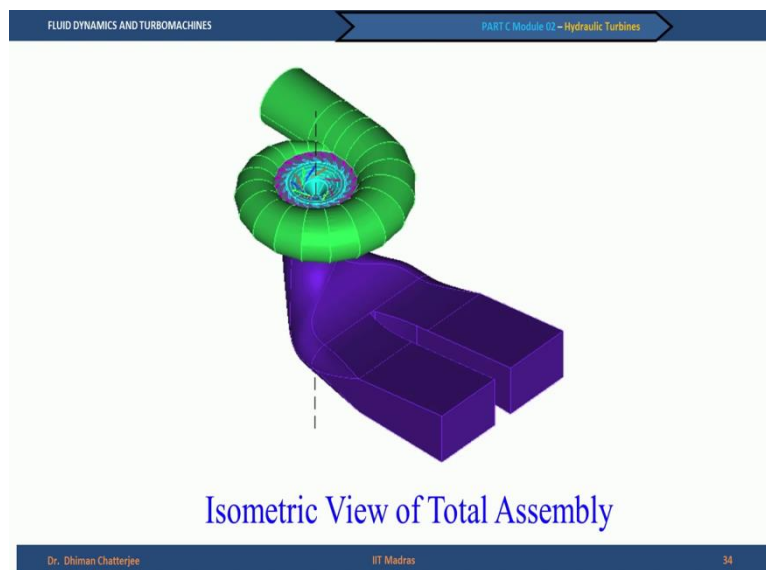 FLUID DYNAMICS AND TURBOMACHINES
PART C Module 02 – Hydraulic Turbines
Isometric View of Total Assembly
Dr. Dhiman Chatterjee
IIT Madras
34